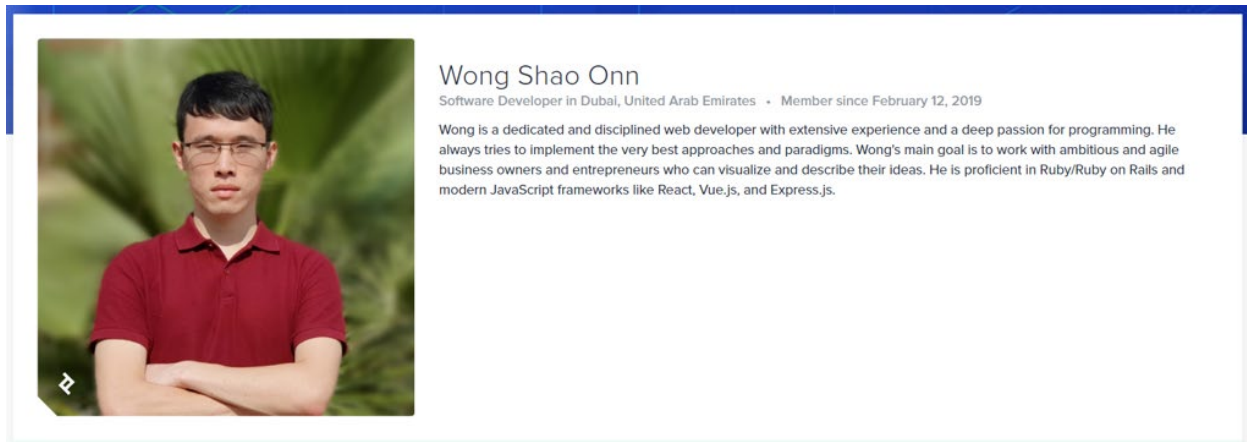 Wong Shao Onn
Software Developer in Dubai, United Arab Emirates • Member since February 12, 2019
Wong is a dedicated and disciplined web developer with extensive experience and a deep passion for programming. He
always tries to implement the very best approaches and paradigms. Wong's main goal is to work with ambitious and agile
business owners and entrepreneurs who can visualize and describe their ideas. He is proficient in Ruby/Ruby on Rails and
modern JavaScript frameworks like React, Vue.js, and Express.js.